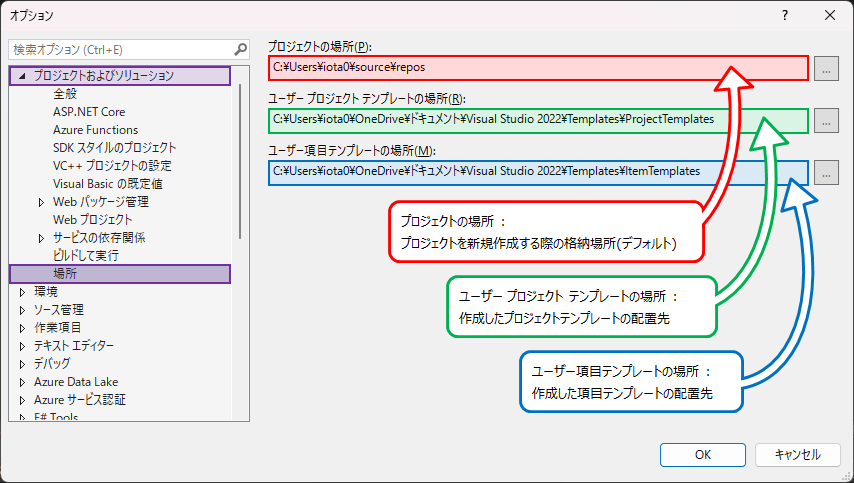 オプション
?
検索オプション (Ctrl+E)
プロジェクトおよびソリューション
全般
ASP.NET Core
Azure Functions
SDK スタイルのプロジェクト
VC++ プロジェクトの設定
Visual Basic の既定値
Web パッケージ管理
Web プロジェクト
サービスの依存関係
ビルドして実行
場所
環境
ソース管理
作業項目
テキスト エディター
デバッグ
Azure Data Lake
Azure サービス認証
F# Tools
プロジェクトの場所(P):
C:¥Users¥iota0¥source¥repos
...
ユーザー プロジェクト テンプレートの場所(R):
C:¥Users¥iota0¥OneDrive¥ドキュメント¥Visual Studio 2022¥Templates¥ProjectTemplates
...
ユーザー項目テンプレートの場所(M):
C:¥Users¥iota0¥OneDrive¥ドキュメント¥Visual Studio 2022¥Templates¥ItemTemplates
...
プロジェクトの場所 :
プロジェクトを新規作成する際の格納場所(デフォルト)
ユーザー プロジェクト テンプレートの場所 :
作成したプロジェクトテンプレートの配置先
ユーザー項目テンプレートの場所 :
作成した項目テンプレートの配置先
OK
キャンセル